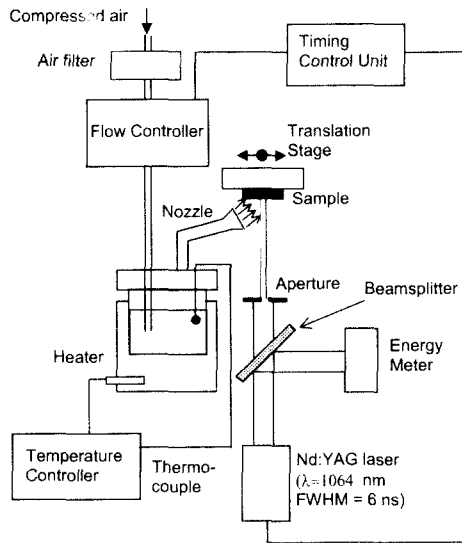 Compressed air
Air filter
Timing
Control Unit
Flow Controller
Translation
Stage
Sample
Nozzle
Aperture
Beamsplitter
Energy
Meter
Heater
Temperature
Controller
Thermo-
couple
Nd:YAG laser
(λ=1064 nm
FWHM = 6 ns)